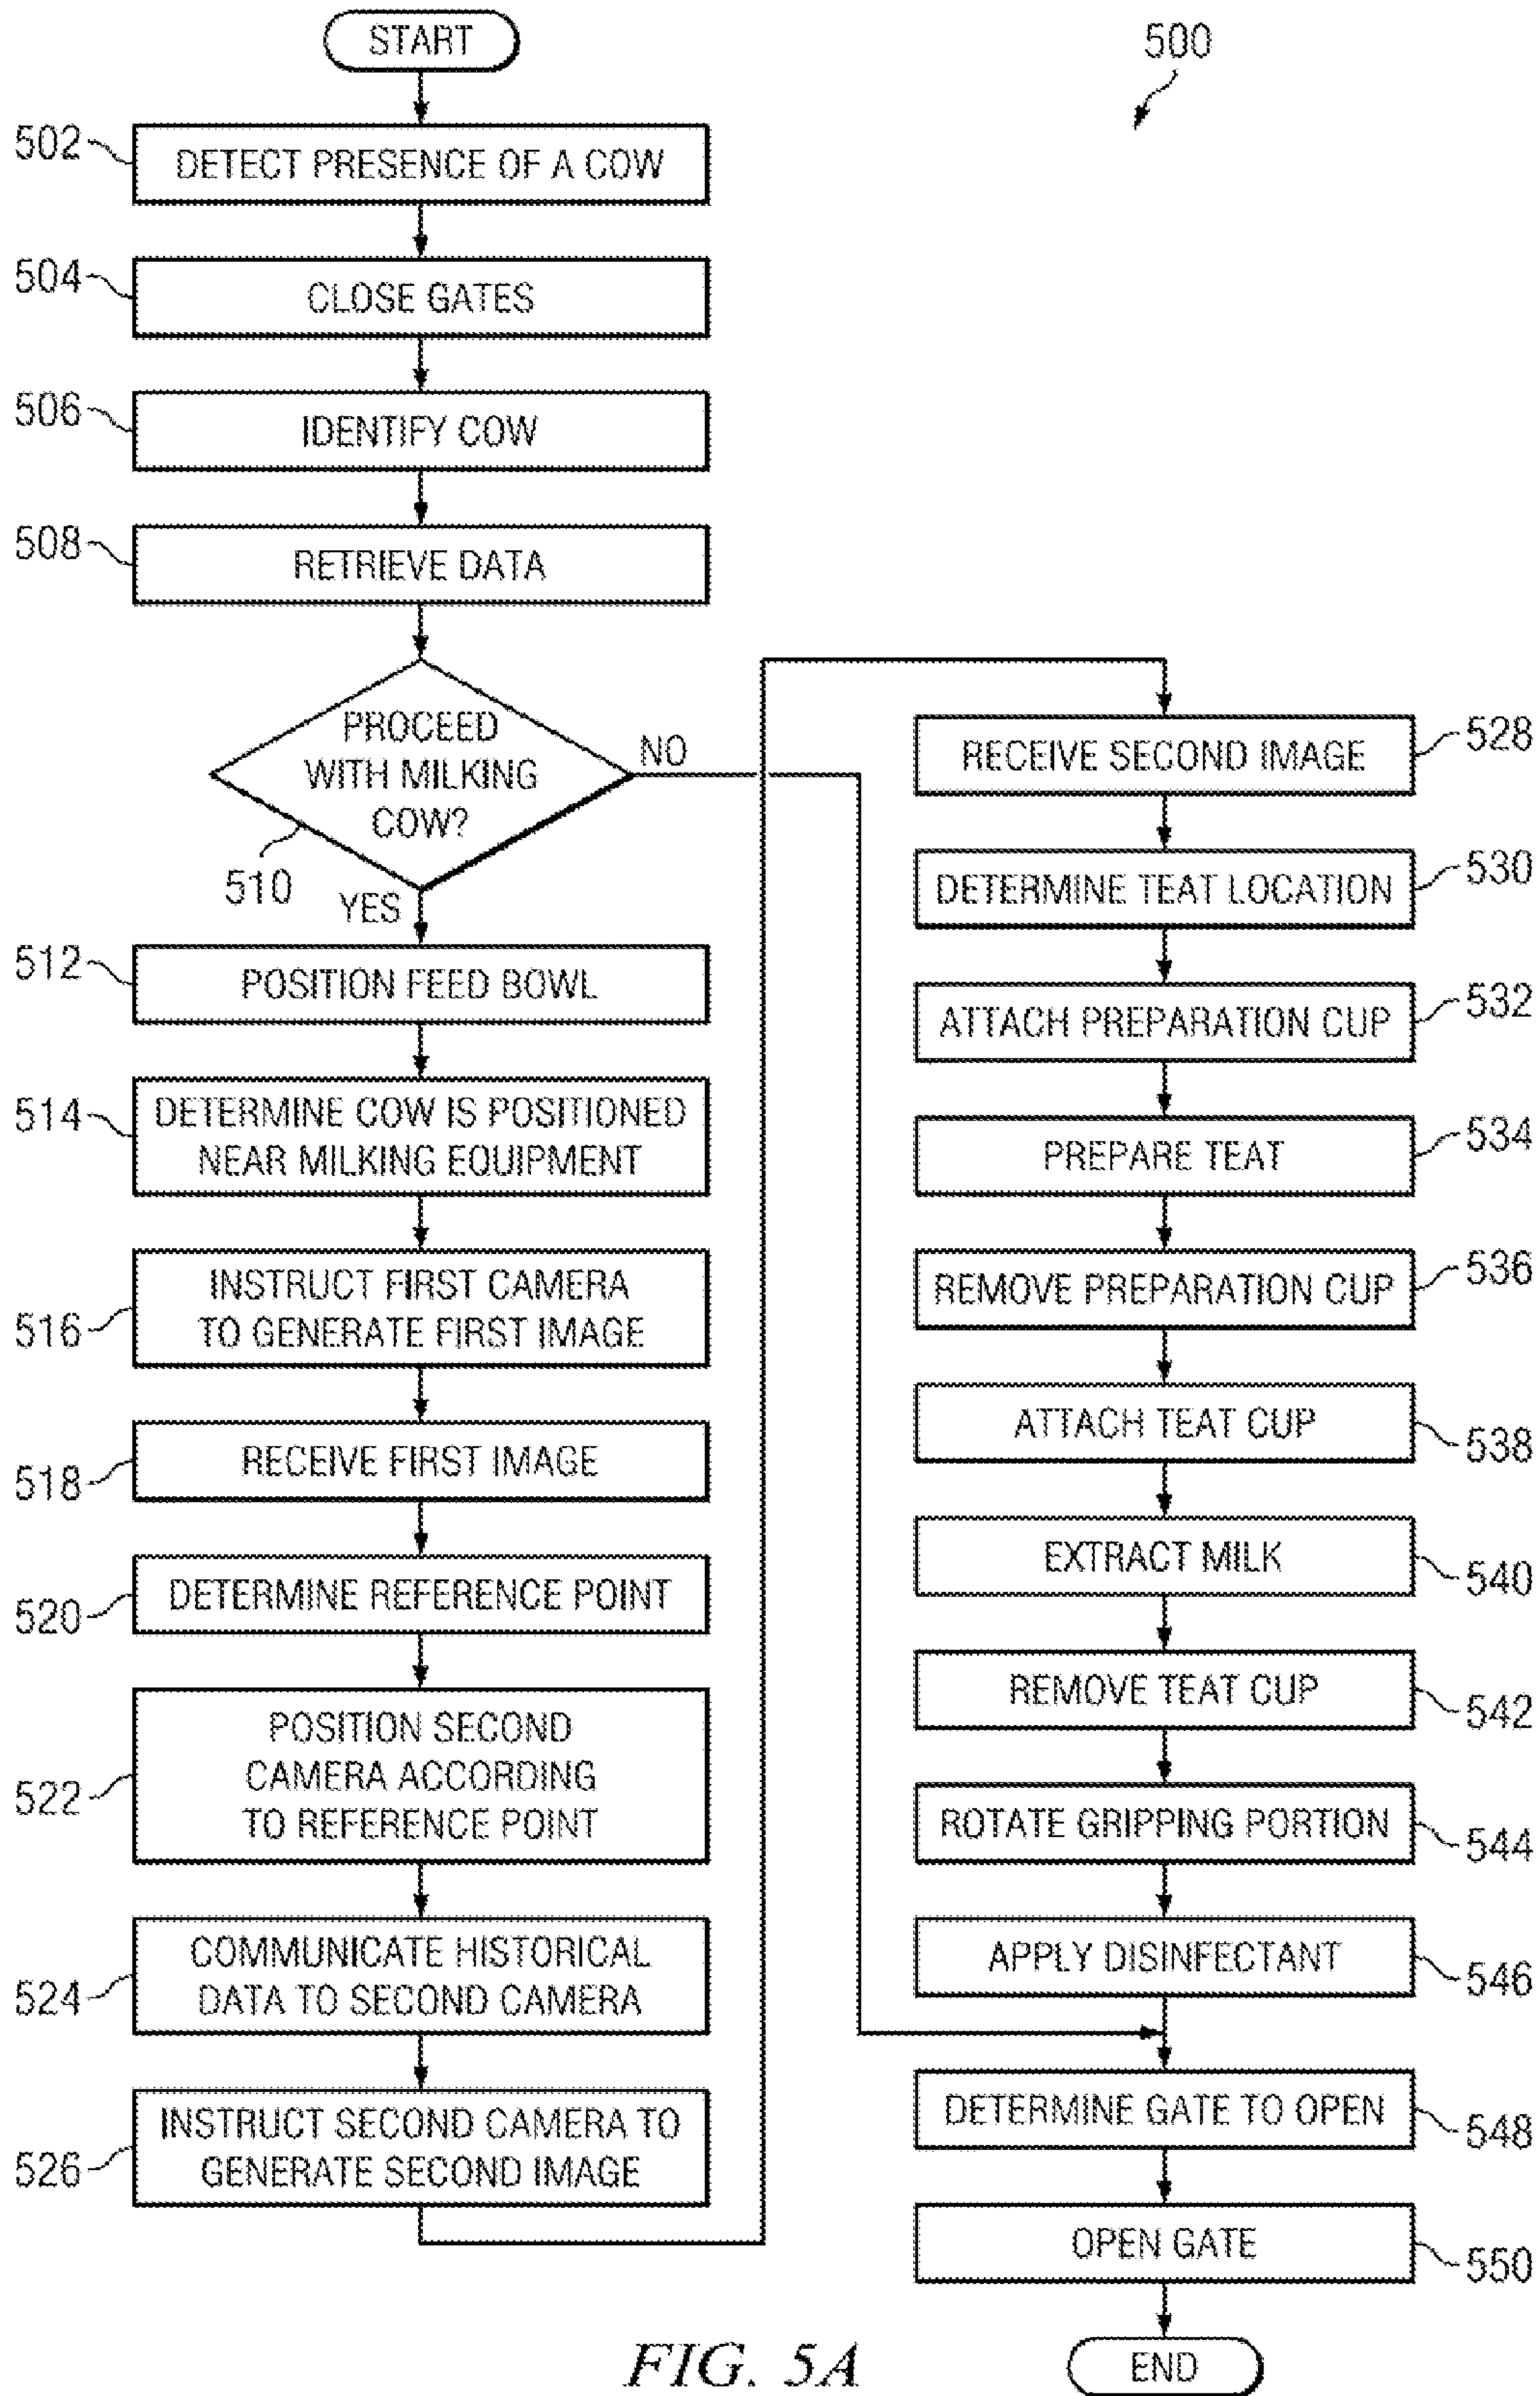 START
500
502
DETECT PRESENCE OF A COW
504
CLOSE GATES
506
IDENTIFY COW
508
RETRIEVE DATA
PROCEED
WITH MILKING
COW?
NO
510
YES
512
POSITION FEED BOWL
514
DETERMINE COW IS POSITIONED
NEAR MILKING EQUIPMENT
516
INSTRUCT FIRST CAMERA
TO GENERATE FIRST IMAGE
518
RECEIVE FIRST IMAGE
520
DETERMINE REFERENCE POINT
522
POSITION SECOND
CAMERA ACCORDING
TO REFERENCE POINT
524
COMMUNICATE HISTORICAL
DATA TO SECOND CAMERA
526
INSTRUCT SECOND CAMERA TO
GENERATE SECOND IMAGE
RECEIVE SECOND IMAGE
528
DETERMINE TEAT LOCATION
530
ATTACH PREPARATION CUP
532
PREPARE TEAT
534
REMOVE PREPARATION CUP
536
ATTACH TEAT CUP
538
EXTRACT MILK
540
REMOVE TEAT CUP
542
ROTATE GRIPPING PORTION
544
APPLY DISINFECTANT
546
DETERMINE GATE TO OPEN
548
OPEN GATE
550
END
FIG. 5A